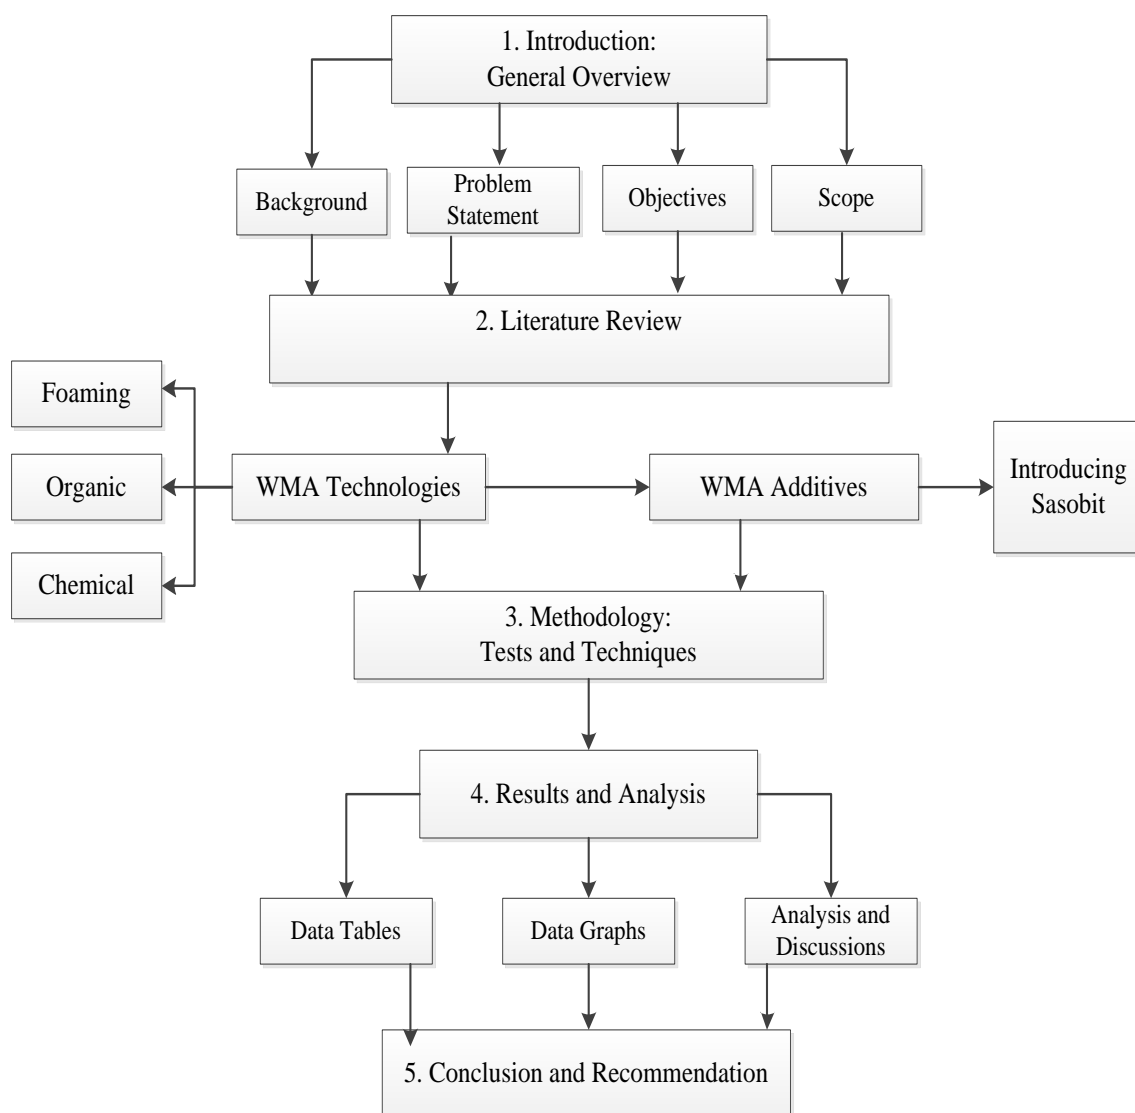 1. Introduction:
General Overview
Background
Problem
Statement
Objectives
Scope
2. Literature Review
Foaming
Organic
Chemical
WMA Technologies
WMA Additives
Introducing
Sasobit
3. Methodology:
Tests and Techniques
4. Results and Analysis
Data Tables
Data Graphs
Analysis and
Discussions
5. Conclusion and Recommendation